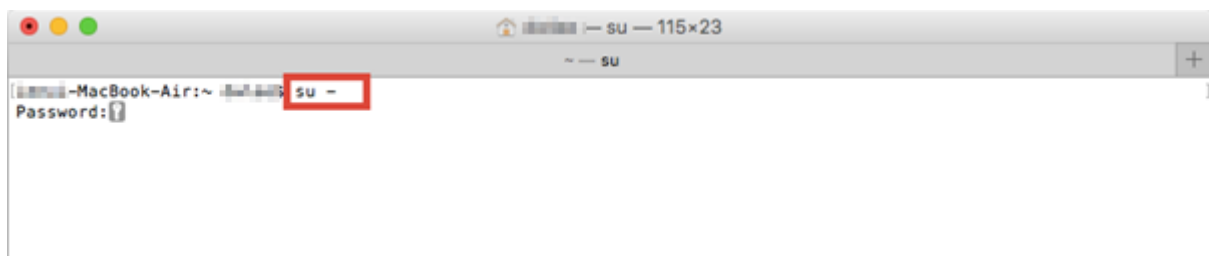 — su — 115×23
~ — su
-MacBook-Air:~ $ su -
Password: